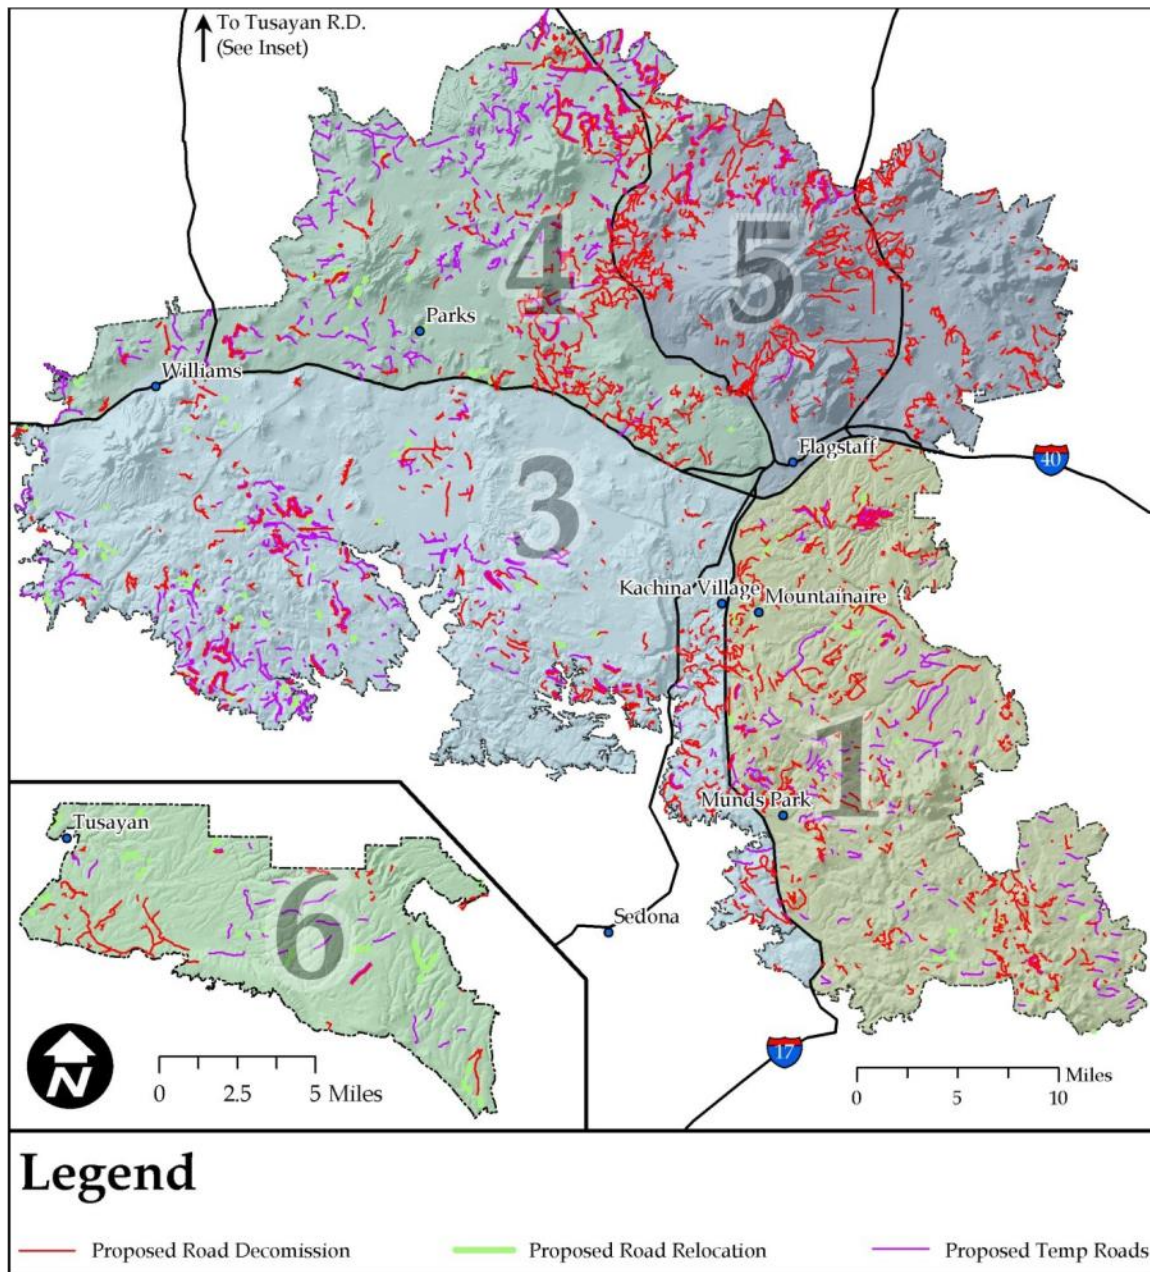 To Tusayan R.D.
(See Inset)
4
5
Parks
Williams
Flagstaff
40
3
Kachina Village
Mountainaire
1
Munds Park
Tusayan
6
Sedona
N
0 2.5 5 Miles
17
Miles
0 5 10
Legend
Proposed Road Decomission
Proposed Road Relocation
Proposed Temp Roads